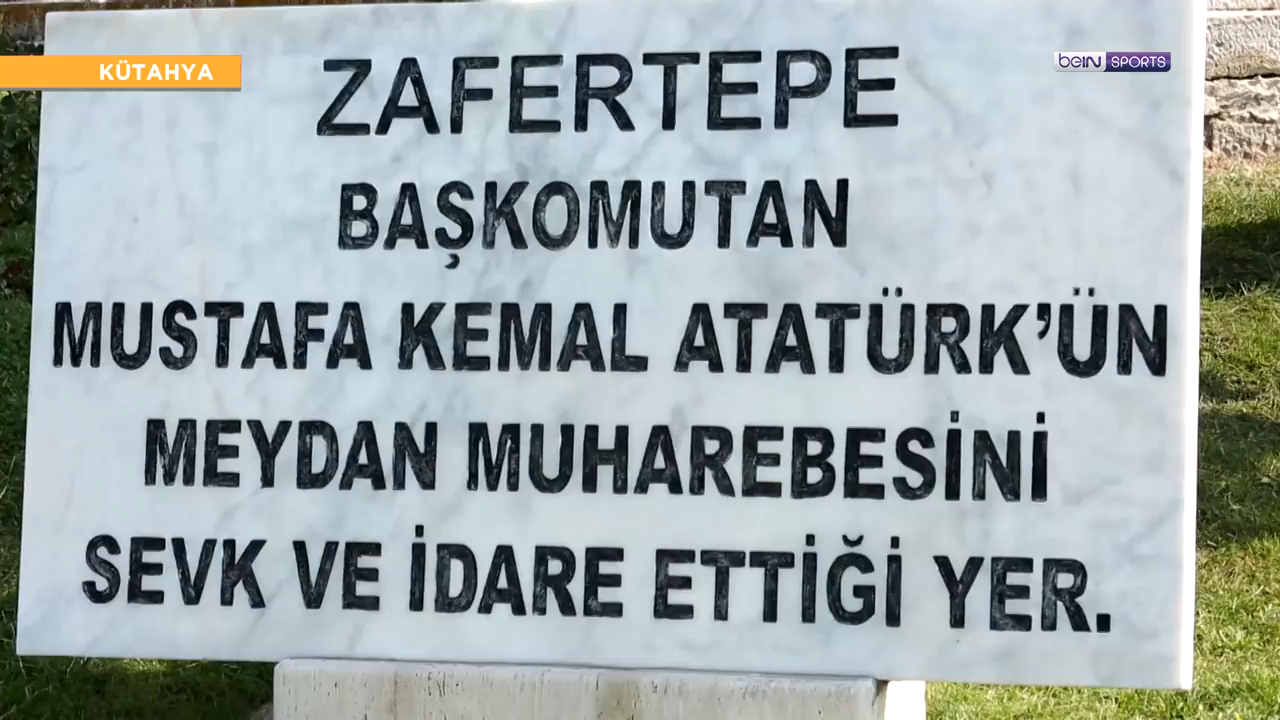 KÜTAHYA
beIN SPORTS
ZAFERTEPE
BAŞKOMUTAN
MUSTAFA KEMAL ATATÜRK’ÜN
MEYDAN MUHAREBESİNİ
SEVK VE İDARE ETTİĞİ YER.